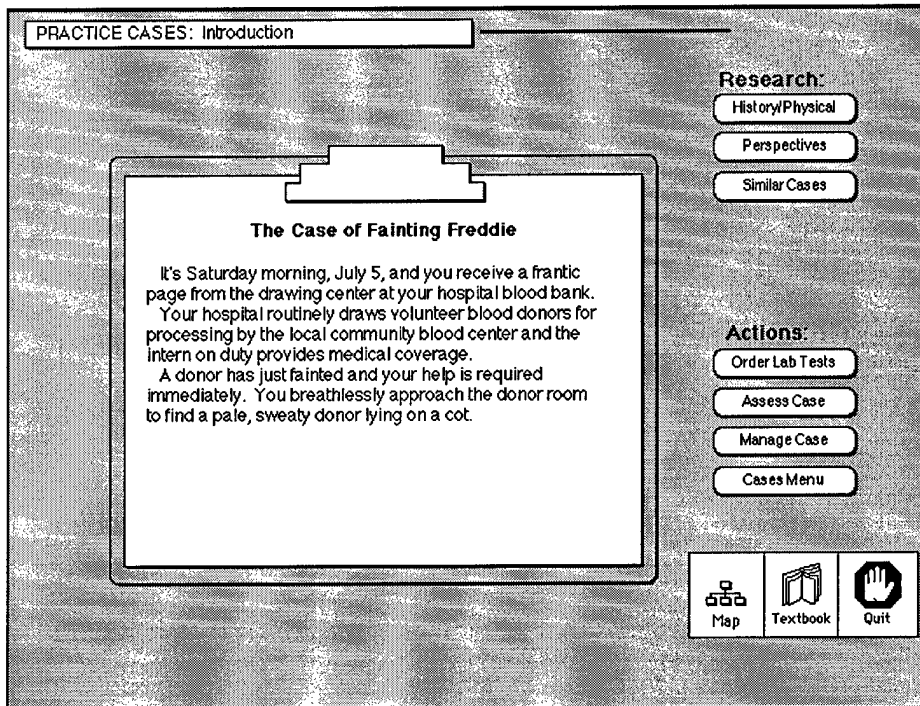 PRACTICE CASES: Introduction
Research:
History/Physical
Perspectives
Similar Cases
The Case of Fainting Freddie
It's Saturday morning, July 5, and you receive a frantic
page from the drawing center at your hospital blood bank.
Your hospital routinely draws volunteer blood donors for
processing by the local community blood center and the
intern on duty provides medical coverage.
A donor has just fainted and your help is required
immediately. You breathlessly approach the donor room
to find a pale, sweaty donor lying on a cot.
Actions:
Order Lab Tests
Assess Case
Manage Case
Cases Menu
Map
Textbook
Quit